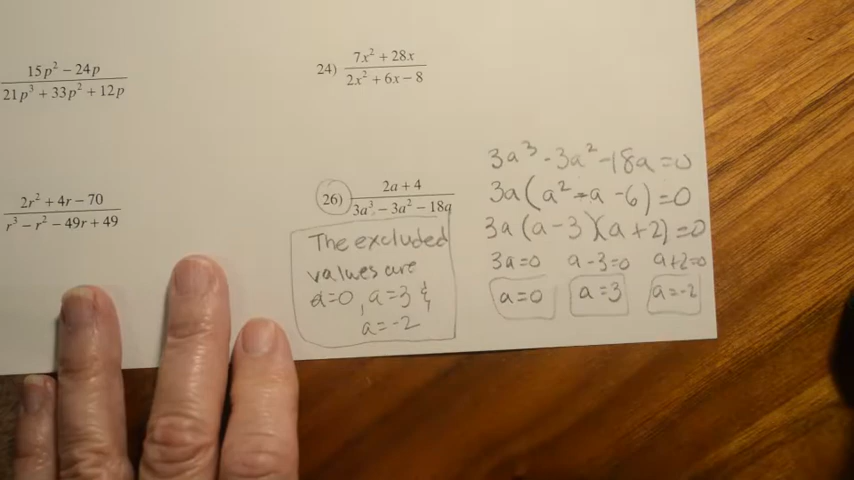 15p² − 24p
21p³ + 33p² + 12p
24) 7x² + 28x
2x² + 6x − 8
2r² + 4r − 70
r³ − r² − 49r + 49
26) 2a + 4
3a³ − 3a² − 18a
The excluded
values are
a=0, a=3 &
a=-2
3a³ - 3a² - 18a = 0
3a(a² - a - 6) = 0
3a(a-3)(a+2) = 0
3a=0 a-3=0 a+2=0
a=0 a=3 a=-2